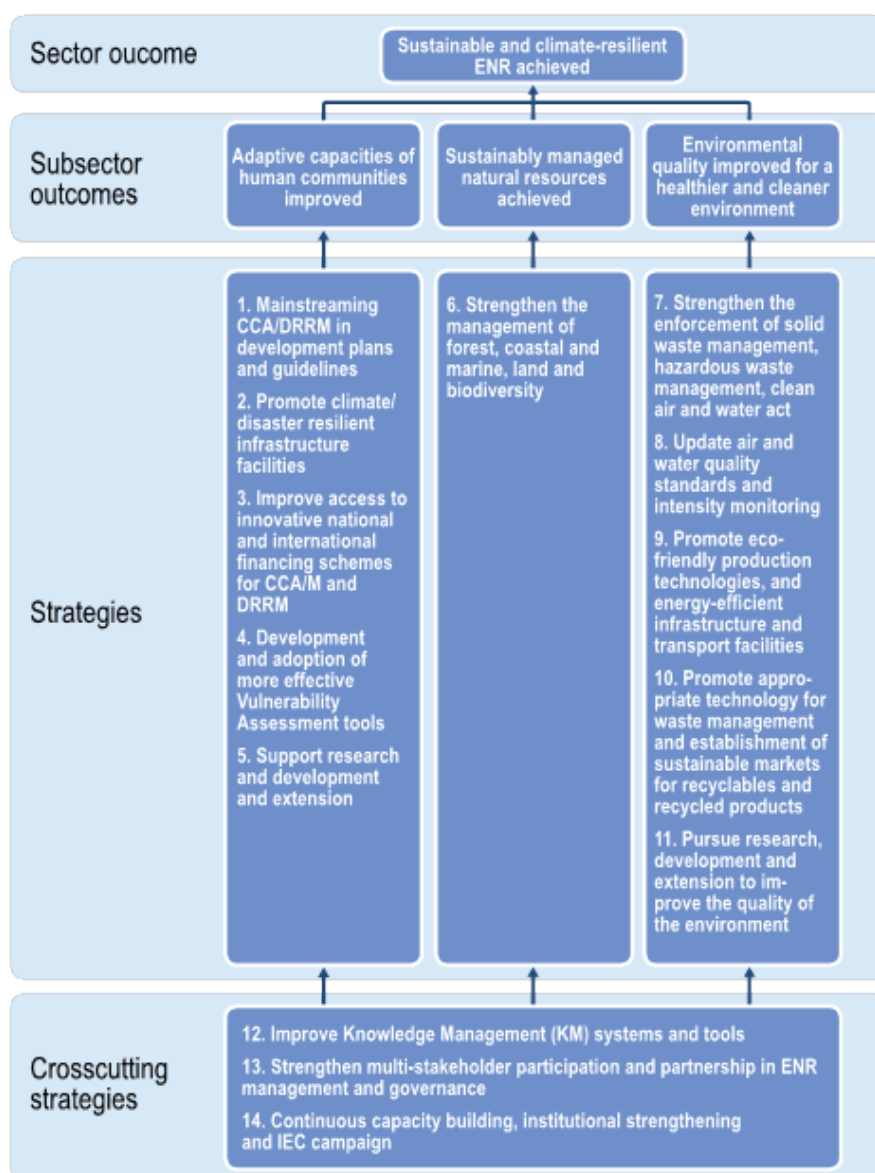 Sector oucome
Sustainable and climate-resilient
ENR achieved
Subsector
outcomes
Adaptive capacities of
human communities
improved
Sustainably managed
natural resources
achieved
Environmental
quality improved for a
healthier and cleaner
environment
Strategies
1. Mainstreaming
CCA/DRRM in
development plans
and guidelines
2. Promote climate/
disaster resilient
infrastructure
facilities
3. Improve access to
innovative national
and international
financing schemes
for CCA/M and
DRRM
4. Development
and adoption of
more effective
Vulnerability
Assessment tools
5. Support research
and development
and extension
6. Strengthen the
management of
forest, coastal and
marine, land and
biodiversity
7. Strengthen the
enforcement of solid
waste management,
hazardous waste
management, clean
air and water act
8. Update air and
water quality
standards and
intensity monitoring
9. Promote eco-
friendly production
technologies, and
energy-efficient
infrastructure and
transport facilities
10. Promote appro-
priate technology for
waste management
and establishment of
sustainable markets
for recyclables and
recycled products
11. Pursue research,
development and
extension to im-
prove the quality of
the environment
Crosscutting
strategies
12. Improve Knowledge Management (KM) systems and tools
13. Strengthen multi-stakeholder participation and partnership in ENR
management and governance
14. Continuous capacity building, institutional strengthening
and IEC campaign